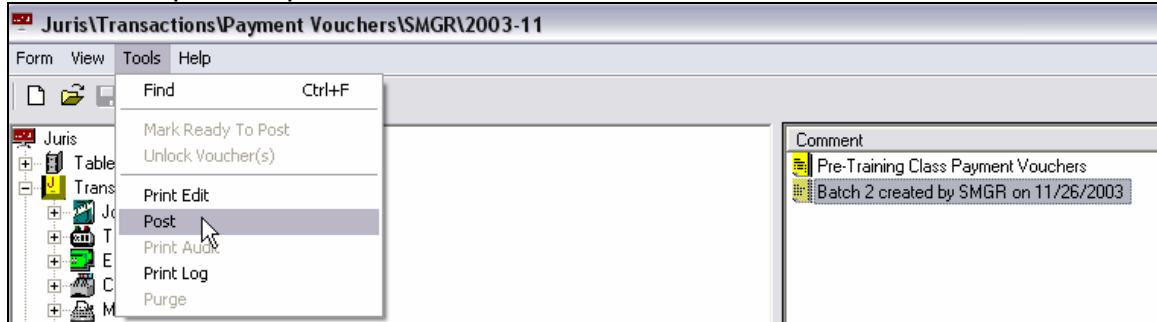 Juris\Transactions\Payment Vouchers\SMGR\2003-11
Form View Tools Help
Find Ctrl+F
Mark Ready To Post
Unlock Voucher(s)
Print Edit
Post
Print Audit
Print Log
Purge
Juris
Table
Trans
Jo
T
E
C
M
Comment
Pre-Training Class Payment Vouchers
Batch 2 created by SMGR on 11/26/2003